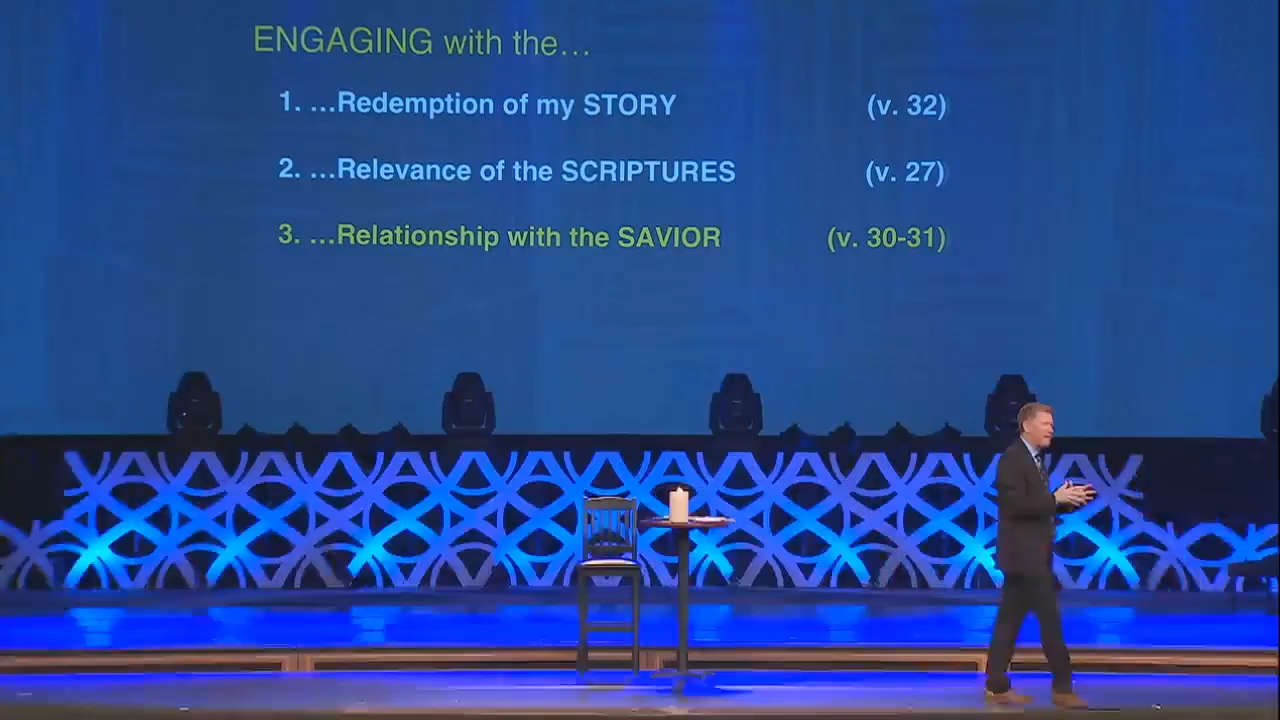 ENGAGING with the…
1. …Redemption of my STORY (v. 32)
2. …Relevance of the SCRIPTURES (v. 27)
3. …Relationship with the SAVIOR (v. 30-31)